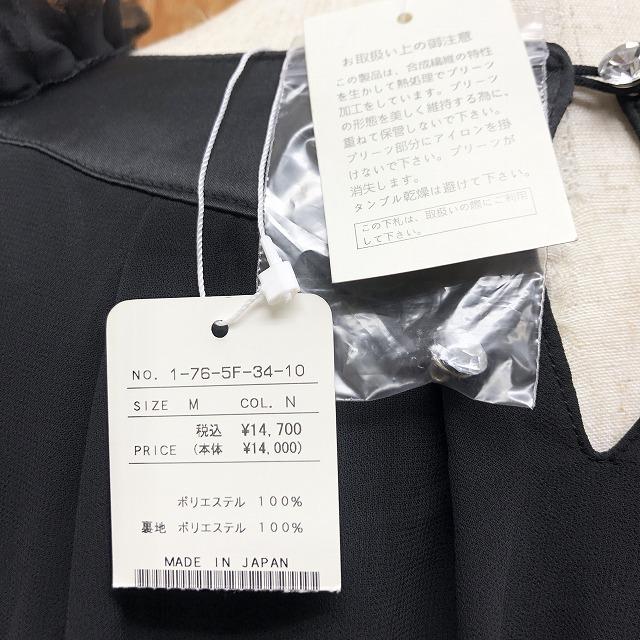 お取扱い上の御注意
この製品は、合成繊維の特性
を生かして熱処理でプリーツ
加工をしています。プリーツ
の形態を美しく維持する為に、
重ねて保管しないで下さい。
プリーツ部分にアイロンを掛
けないで下さい。プリーツが
消失します。
タンブル乾燥は避けて下さい。
この下札は、取扱いの際にご利用
して下さい。
NO. 1-76-5F-34-10
SIZE M COL. N
税込 ¥14,700
PRICE (本体 ¥14,000)
ポリエステル 100%
裏地 ポリエステル 100%
MADE IN JAPAN